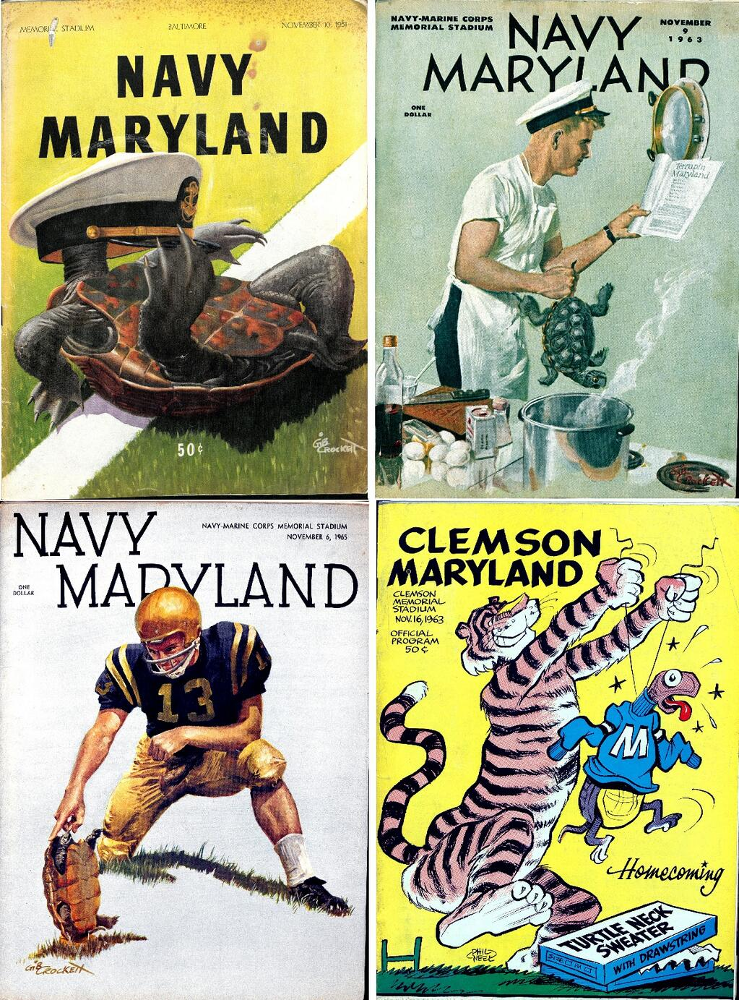 MEMORIAL STADIUM
BALTIMORE
NOVEMBER 10, 1951
NAVY
MARYLAND
50¢
GiB
CROCKETT
NAVY-MARINE CORPS
MEMORIAL STADIUM
NAVY
MARYLAND
NOVEMBER
9
1963
ONE
DOLLAR
Terrapin
Maryland
GiB
CROCKETT
NAVY
MARYLAND
NAVY-MARINE CORPS MEMORIAL STADIUM
NOVEMBER 6, 1965
ONE
DOLLAR
13
13
GiB CROCKETT
CLEMSON
MARYLAND
CLEMSON
MEMORIAL
STADIUM
NOV. 16, 1963
OFFICIAL
PROGRAM
50¢
M
Homecoming
TURTLE NECK
SWEATER
WITH DRAWSTRING
SIZE
PHIL
NEEL